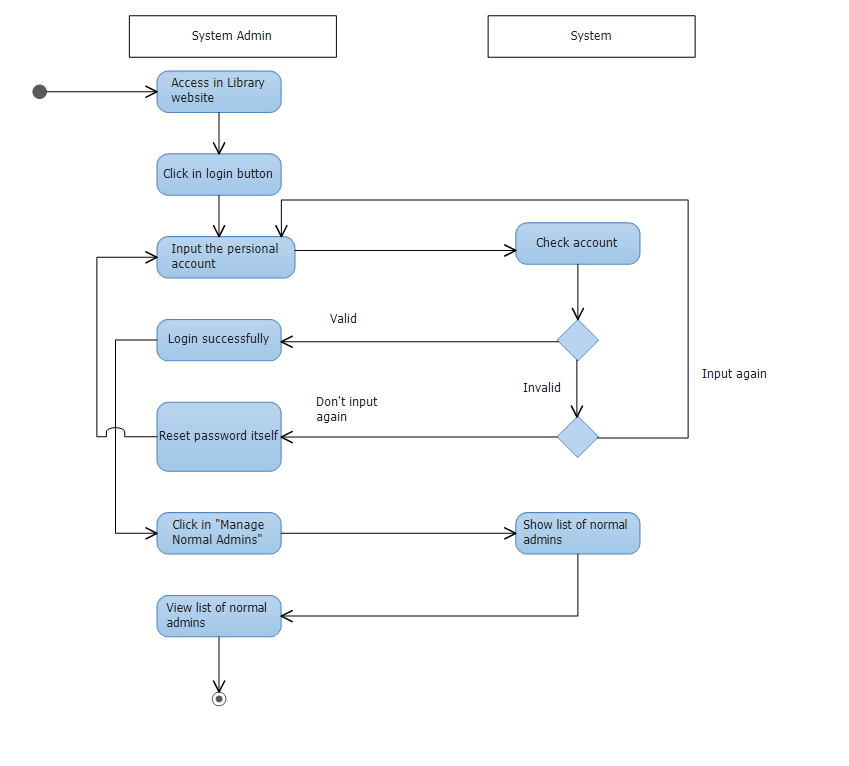 System Admin
System
Access in Library
website
Click in login button
Input the persional
account
Check account
Valid
Login successfully
Input again
Invalid
Don't input
again
Reset password itself
Click in "Manage
Normal Admins"
Show list of normal
admins
View list of normal
admins